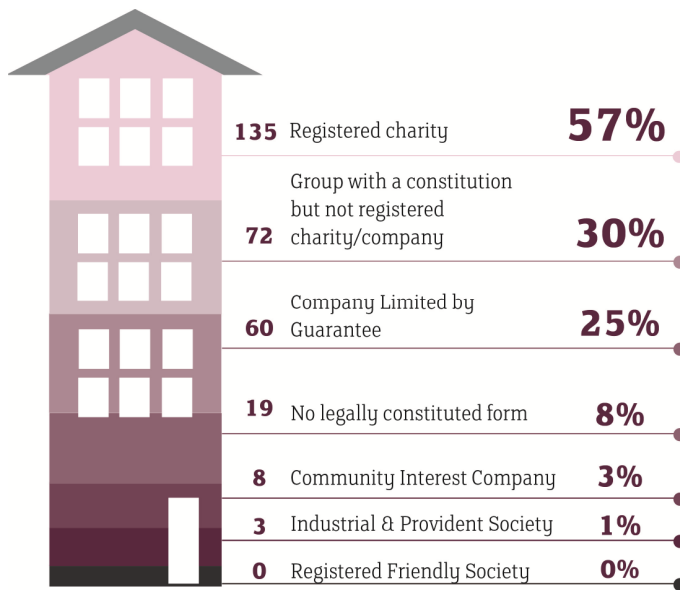 135 Registered charity 57%
Group with a constitution
but not registered
72 charity/company 30%
Company Limited by
60 Guarantee 25%
19 No legally constituted form 8%
8 Community Interest Company 3%
3 Industrial & Provident Society 1%
0 Registered Friendly Society 0%